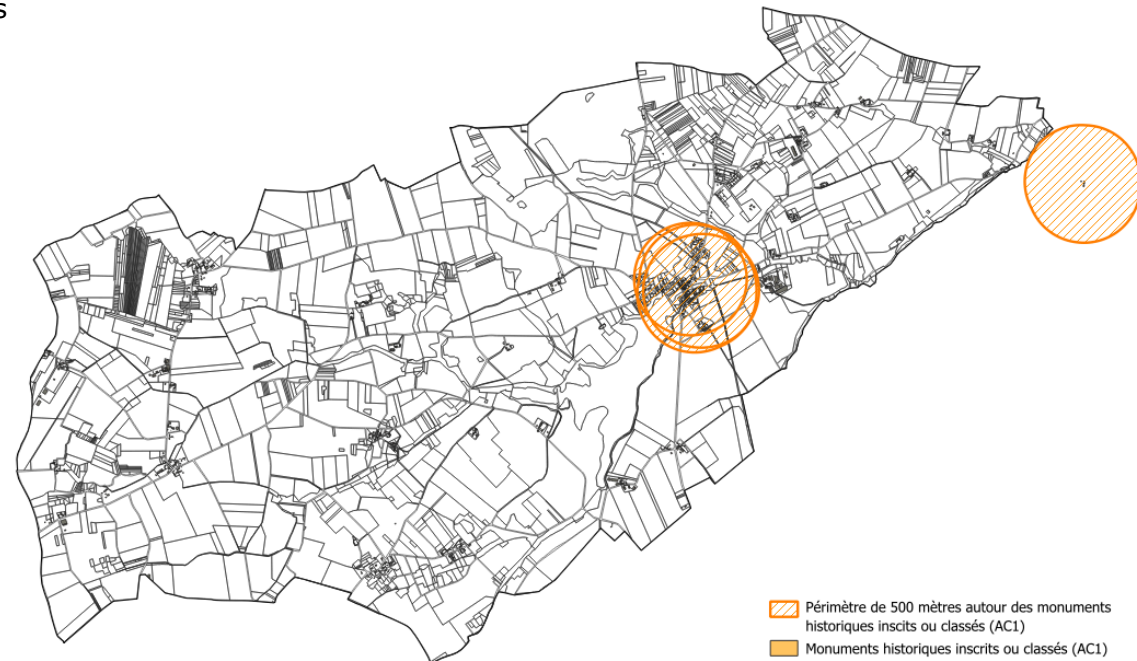 s
Périmètre de 500 mètres autour des monuments
historiques inscits ou classés (AC1)
Monuments historiques inscrits ou classés (AC1)